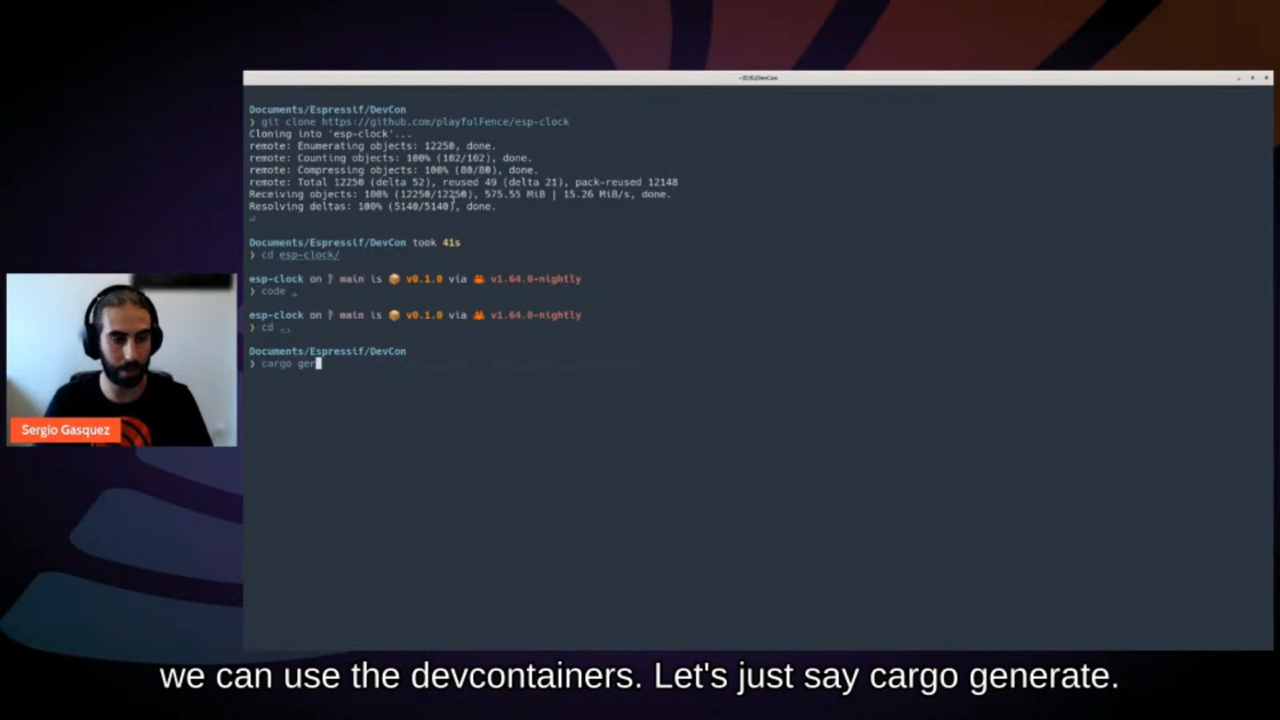 ~/D/E/DevCon
Documents/Espressif/DevCon
❯ git clone https://github.com/playfulFence/esp-clock
Cloning into 'esp-clock'...
remote: Enumerating objects: 12250, done.
remote: Counting objects: 100% (102/102), done.
remote: Compressing objects: 100% (80/80), done.
remote: Total 12250 (delta 52), reused 49 (delta 21), pack-reused 12148
Receiving objects: 100% (12250/12250), 575.55 MiB | 15.26 MiB/s, done.
Resolving deltas: 100% (5140/5140), done.
⏎
Documents/Espressif/DevCon took 41s
❯ cd esp-clock/
esp-clock on main is 📦 v0.1.0 via 🦀 v1.64.0-nightly
❯ code .
esp-clock on main is 📦 v0.1.0 via 🦀 v1.64.0-nightly
❯ cd ..
Documents/Espressif/DevCon
❯ cargo ger
Sergio Gasquez
we can use the devcontainers. Let's just say cargo generate.